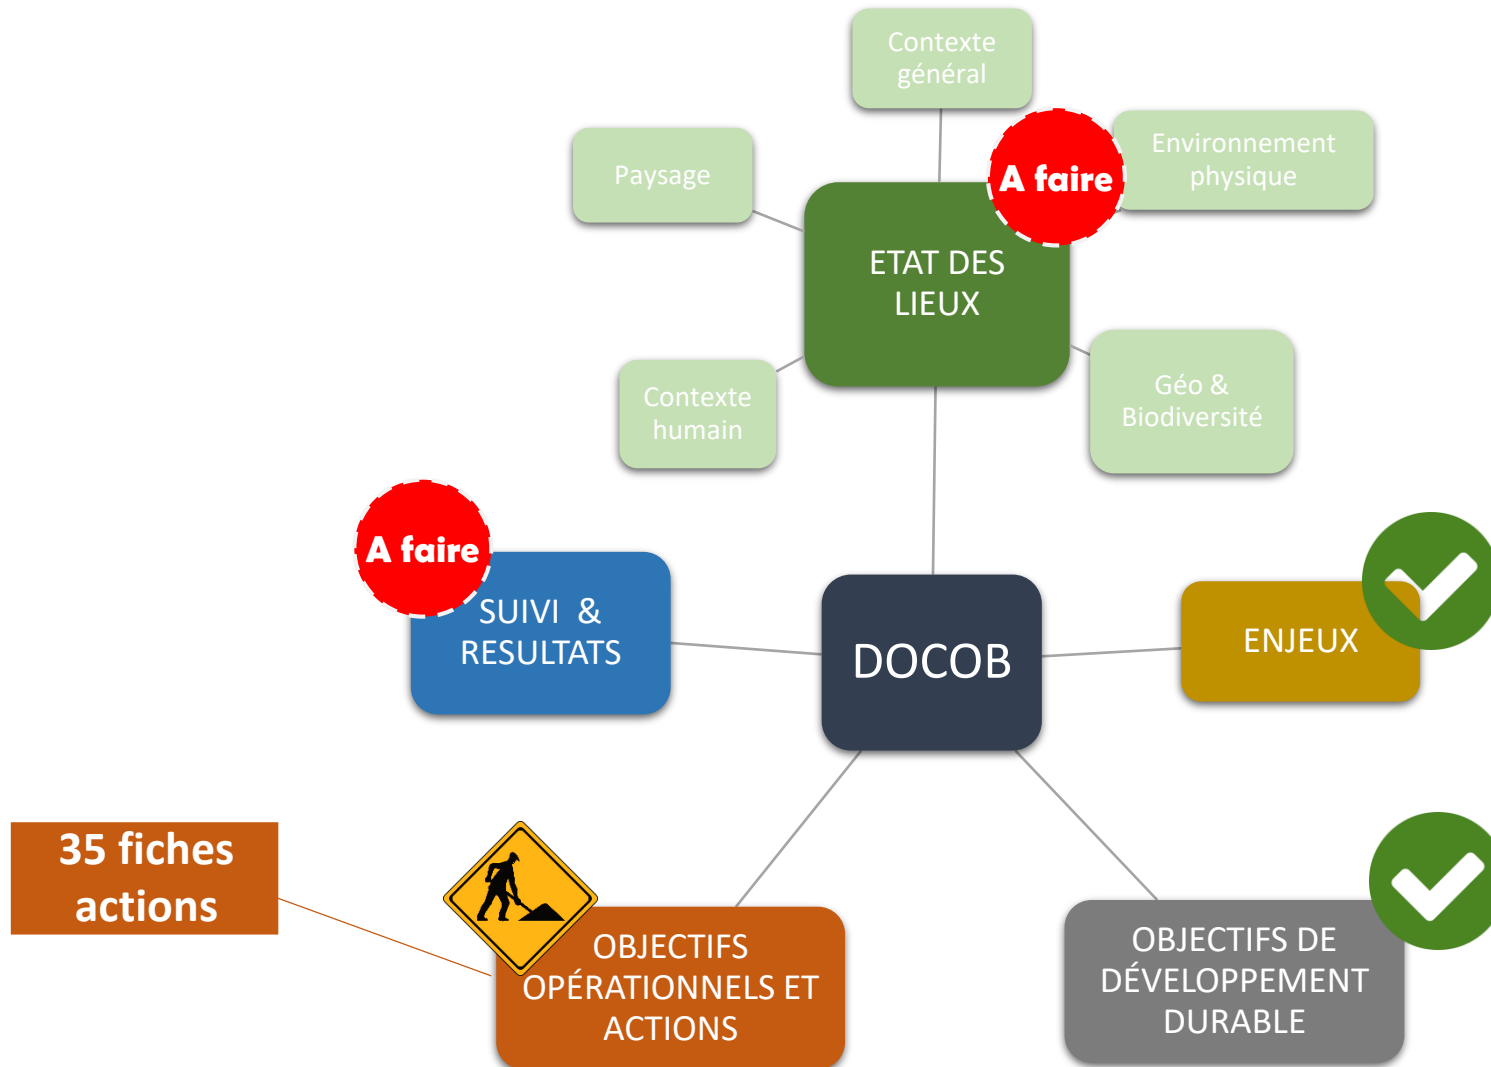 Contexte
général
A faire
Environnement
physique
Paysage
ETAT DES
LIEUX
Contexte
humain
Géo &
Biodiversité
A faire
SUIVI  &
RESULTATS
DOCOB
ENJEUX
35 fiches
actions
OBJECTIFS
OPÉRATIONNELS ET
ACTIONS
OBJECTIFS DE
DÉVELOPPEMENT
DURABLE